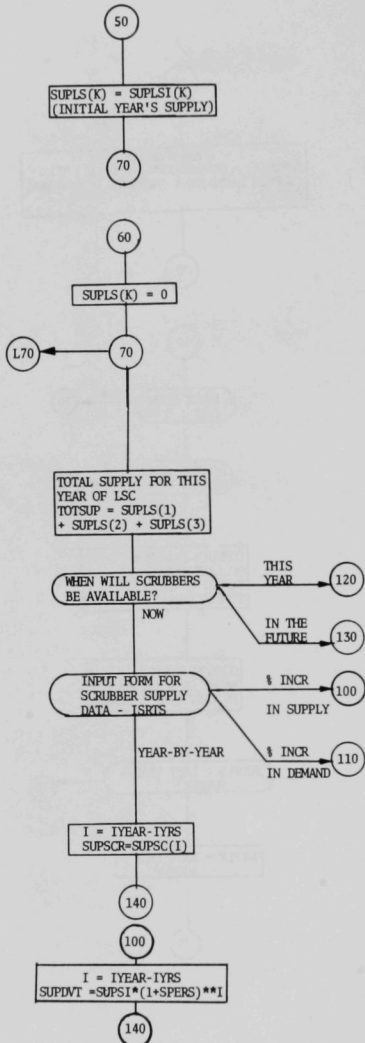 50
SUPLS(K) = SUPLSI(K)
(INITIAL YEAR'S SUPPLY)
70
60
SUPLS(K) = 0
L70
70
TOTAL SUPPLY FOR THIS
YEAR OF LSC
TOTSUP = SUPLS(1)
+ SUPLS(2) + SUPLS(3)
WHEN WILL SCRUBBERS
BE AVAILABLE?
THIS
YEAR
120
IN THE
FUTURE
130
NOW
INPUT FORM FOR
SCRUBBER SUPPLY
DATA - ISRTS
% INCR
IN SUPPLY
100
% INCR
IN DEMAND
110
YEAR-BY-YEAR
I = IYEAR-IYRS
SUPSCR=SUPSC(I)
140
100
I = IYEAR-IYRS
SUPDVT =SUPSI*(1+SPERS)**I
140